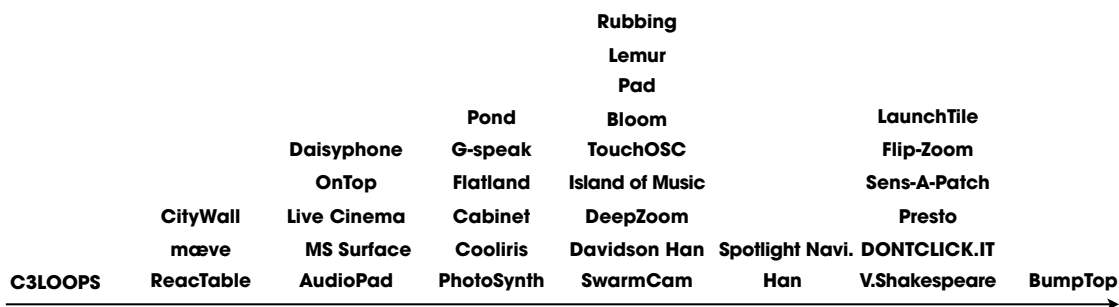 Rubbing
Lemur
Pad
Pond Bloom LaunchTile
Daisyphone G-speak TouchOSC Flip-Zoom
OnTop Flatland Island of Music Sens-A-Patch
CityWall Live Cinema Cabinet DeepZoom Presto
mæve MS Surface Cooliris Davidson Han Spotlight Navi. DONTCLICK.IT
C3LOOPS ReacTable AudioPad PhotoSynth SwarmCam Han V.Shakespeare BumpTop